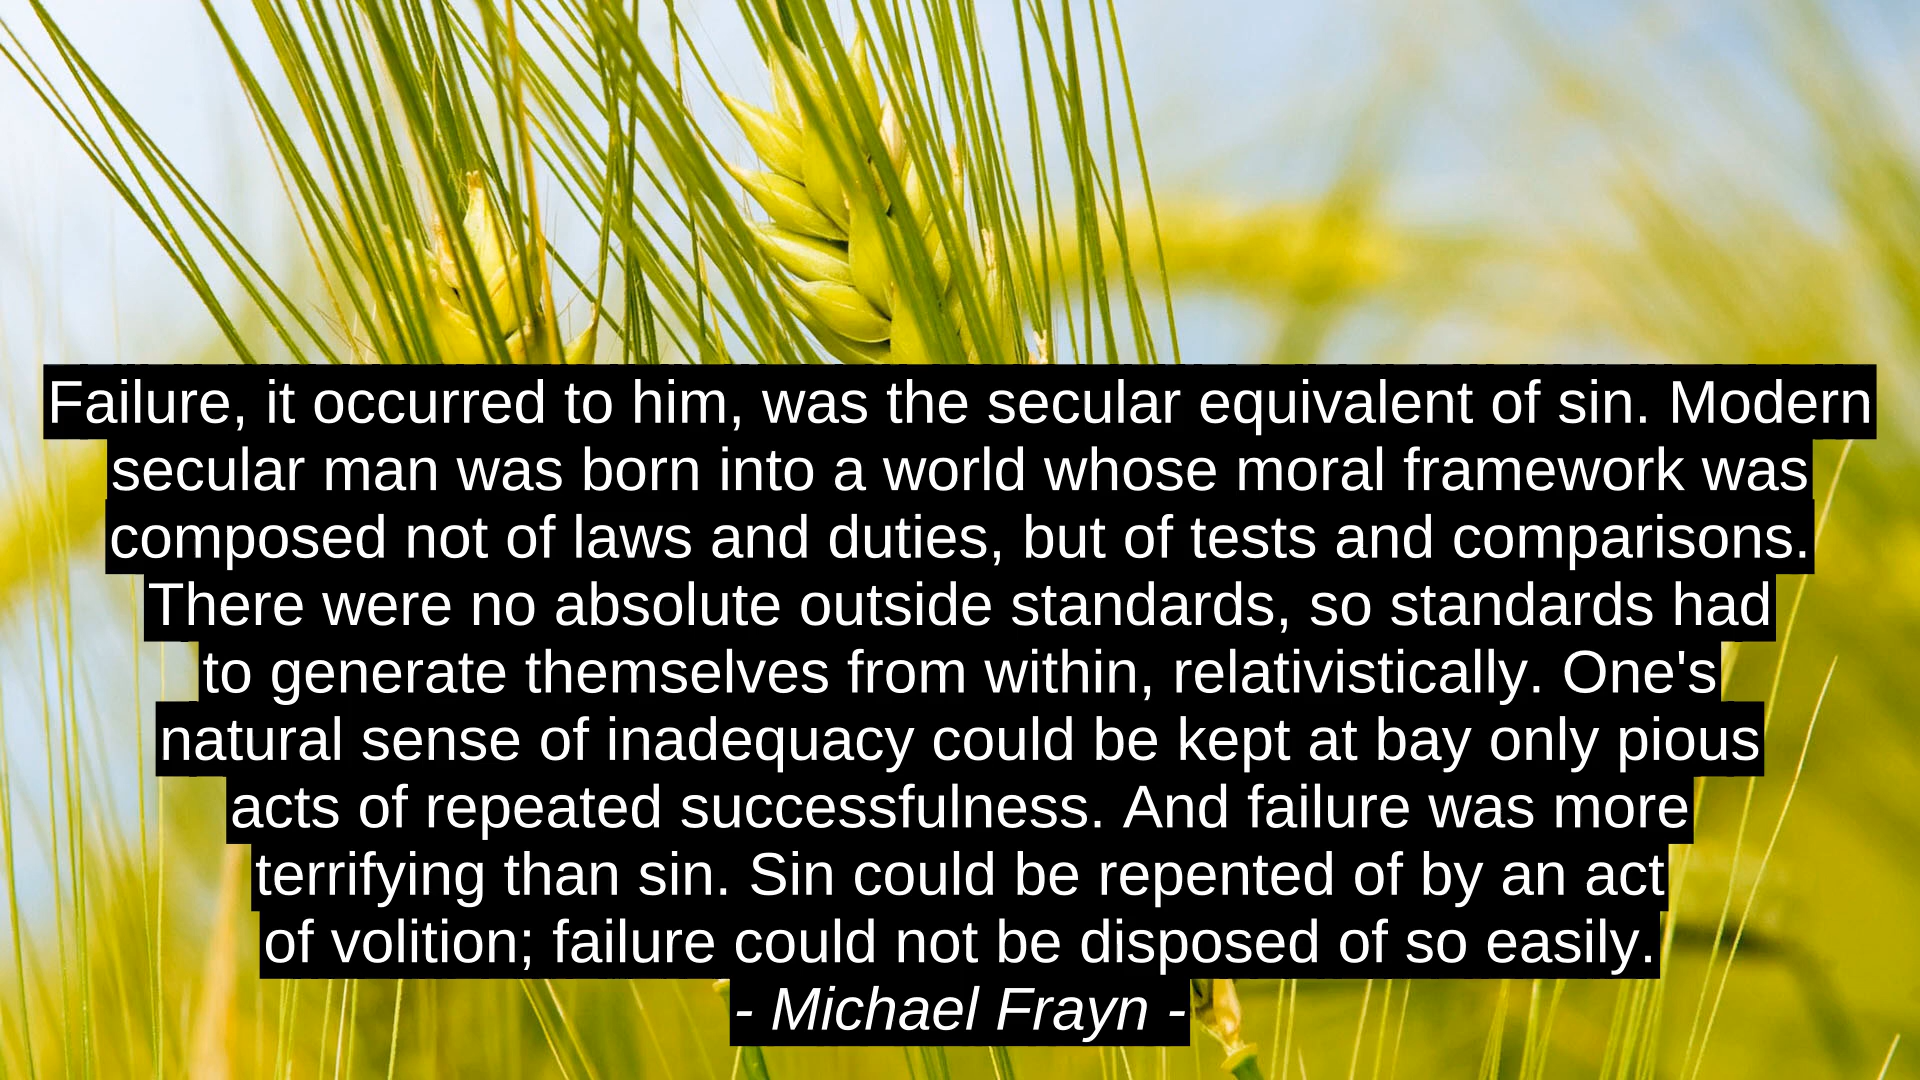 Failure, it occurred to him, was the secular equivalent of sin. Modern
secular man was born into a world whose moral framework was
composed not of laws and duties, but of tests and comparisons.
There were no absolute outside standards, so standards had
to generate themselves from within, relativistically. One's
natural sense of inadequacy could be kept at bay only pious
acts of repeated successfulness. And failure was more
terrifying than sin. Sin could be repented of by an act
of volition; failure could not be disposed of so easily.
- Michael Frayn -